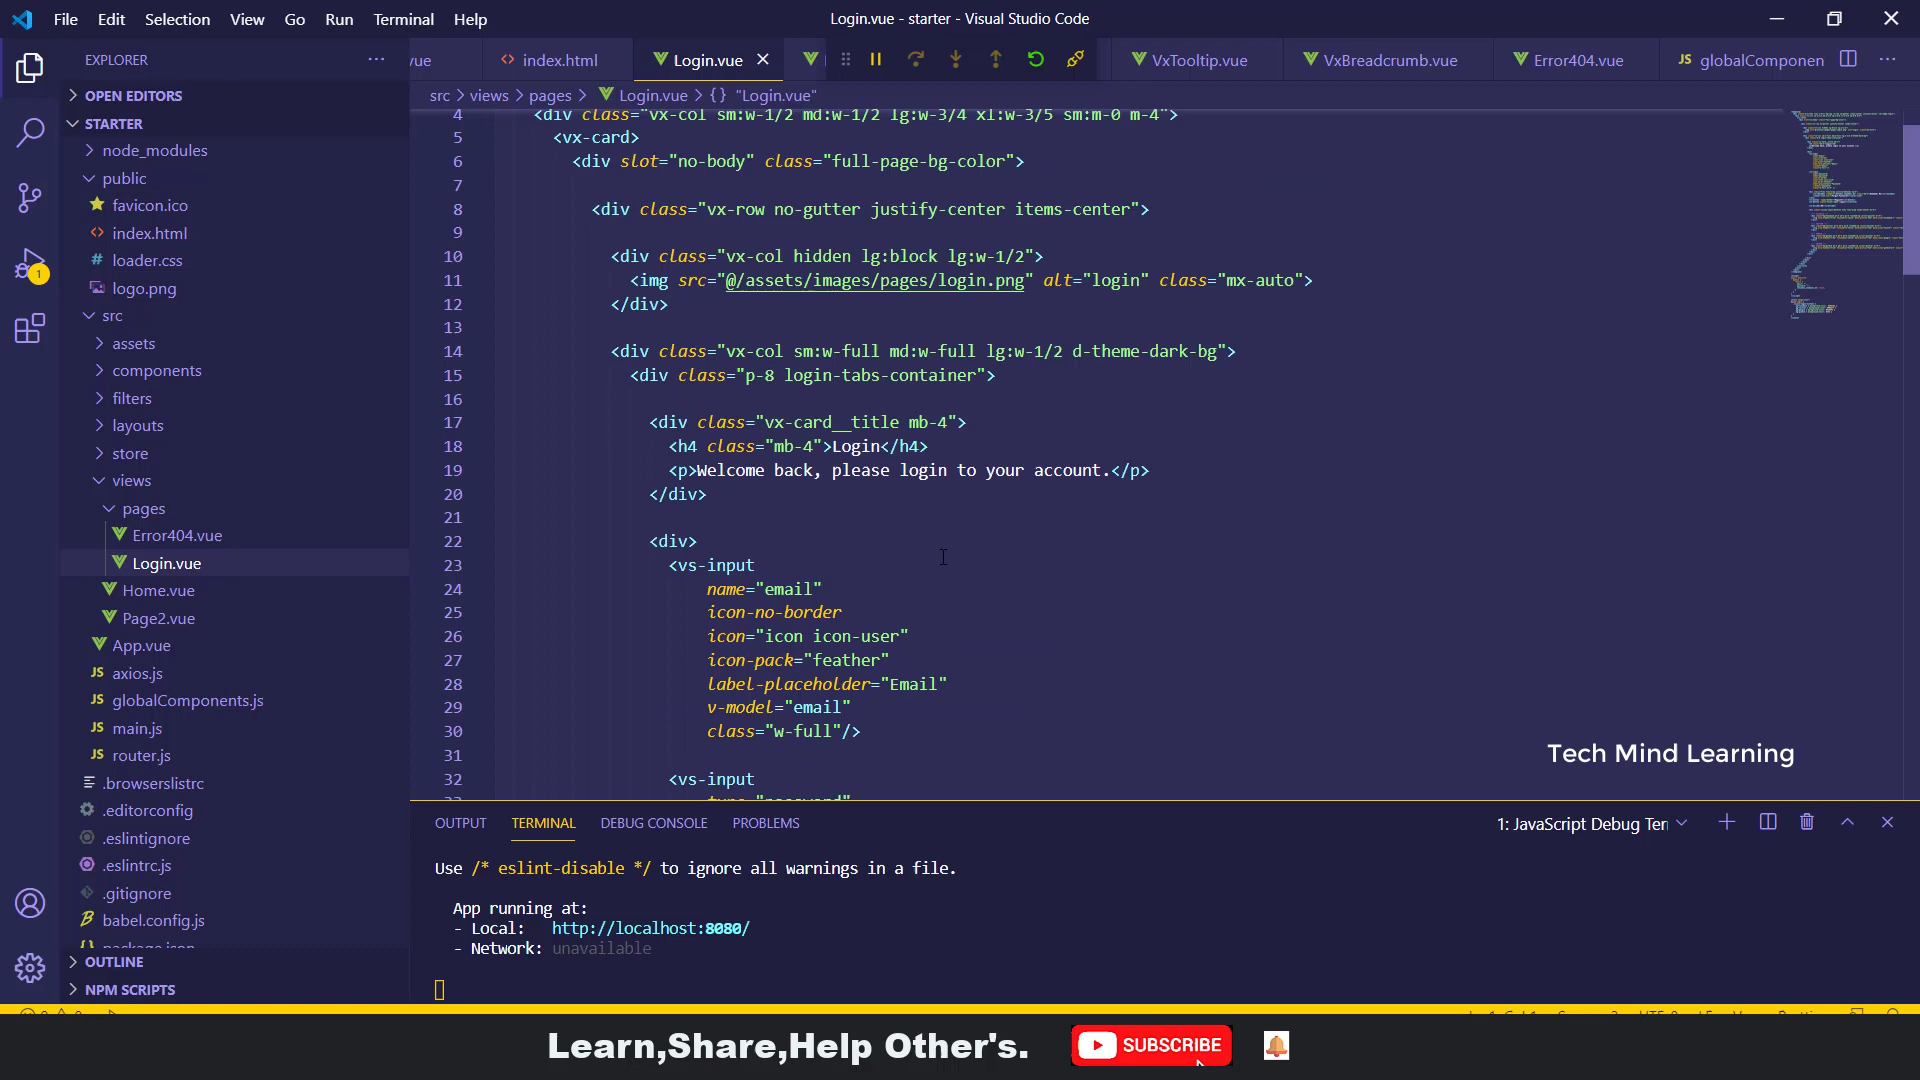 File Edit Selection View Go Run Terminal Help
Login.vue - starter - Visual Studio Code
EXPLORER
vue
index.html
Login.vue
VxTooltip.vue
VxBreadcrumb.vue
Error404.vue
JS globalComponen
OPEN EDITORS
STARTER
node_modules
public
favicon.ico
index.html
# loader.css
logo.png
src
assets
components
filters
layouts
store
views
pages
Error404.vue
Login.vue
Home.vue
Page2.vue
App.vue
JS axios.js
JS globalComponents.js
JS main.js
JS router.js
.browserslistrc
.editorconfig
.eslintignore
.eslintrc.js
.gitignore
babel.config.js
package.json
OUTLINE
NPM SCRIPTS
1
src > views > pages > Login.vue > {} "Login.vue"
4 <div class="vx-col sm:w-1/2 md:w-1/2 lg:w-3/4 xl:w-3/5 sm:m-0 m-4">
5 <vx-card>
6 <div slot="no-body" class="full-page-bg-color">
7
8 <div class="vx-row no-gutter justify-center items-center">
9
10 <div class="vx-col hidden lg:block lg:w-1/2">
11 <img src="@/assets/images/pages/login.png" alt="login" class="mx-auto">
12 </div>
13
14 <div class="vx-col sm:w-full md:w-full lg:w-1/2 d-theme-dark-bg">
15 <div class="p-8 login-tabs-container">
16
17 <div class="vx-card__title mb-4">
18 <h4 class="mb-4">Login</h4>
19 <p>Welcome back, please login to your account.</p>
20 </div>
21
22 <div>
23 <vs-input
24 name="email"
25 icon-no-border
26 icon="icon icon-user"
27 icon-pack="feather"
28 label-placeholder="Email"
29 v-model="email"
30 class="w-full"/>
31
32 <vs-input
Tech Mind Learning
OUTPUT TERMINAL DEBUG CONSOLE PROBLEMS
1: JavaScript Debug Ter
Use /* eslint-disable */ to ignore all warnings in a file.
App running at:
- Local: http://localhost:8080/
- Network: unavailable
Learn,Share,Help Other's.
SUBSCRIBE